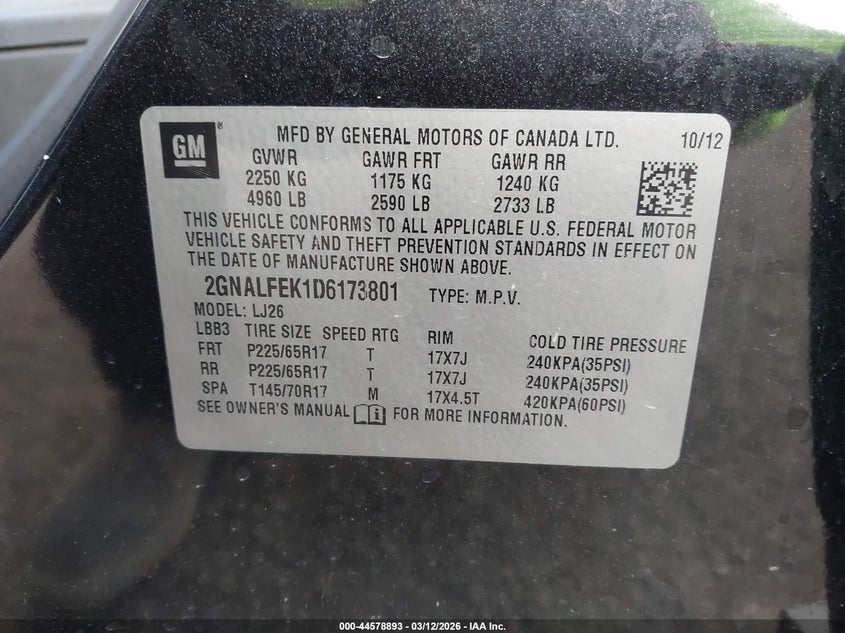 GM ®
MFD BY GENERAL MOTORS OF CANADA LTD. 10/12
GVWR GAWR FRT GAWR RR
2250 KG 1175 KG 1240 KG
4960 LB 2590 LB 2733 LB
THIS VEHICLE CONFORMS TO ALL APPLICABLE U.S. FEDERAL MOTOR
VEHICLE SAFETY AND THEFT PREVENTION STANDARDS IN EFFECT ON
THE DATE OF MANUFACTURE SHOWN ABOVE.
2GNALFEK1D6173801 TYPE: M.P.V.
MODEL: LJ26
LBB3 TIRE SIZE SPEED RTG RIM COLD TIRE PRESSURE
FRT P225/65R17 T 17X7J 240KPA(35PSI)
RR P225/65R17 T 17X7J 240KPA(35PSI)
SPA T145/70R17 M 17X4.5T 420KPA(60PSI)
SEE OWNER'S MANUAL FOR MORE INFORMATION.
000-44578893 - 03/12/2026 - IAA Inc.